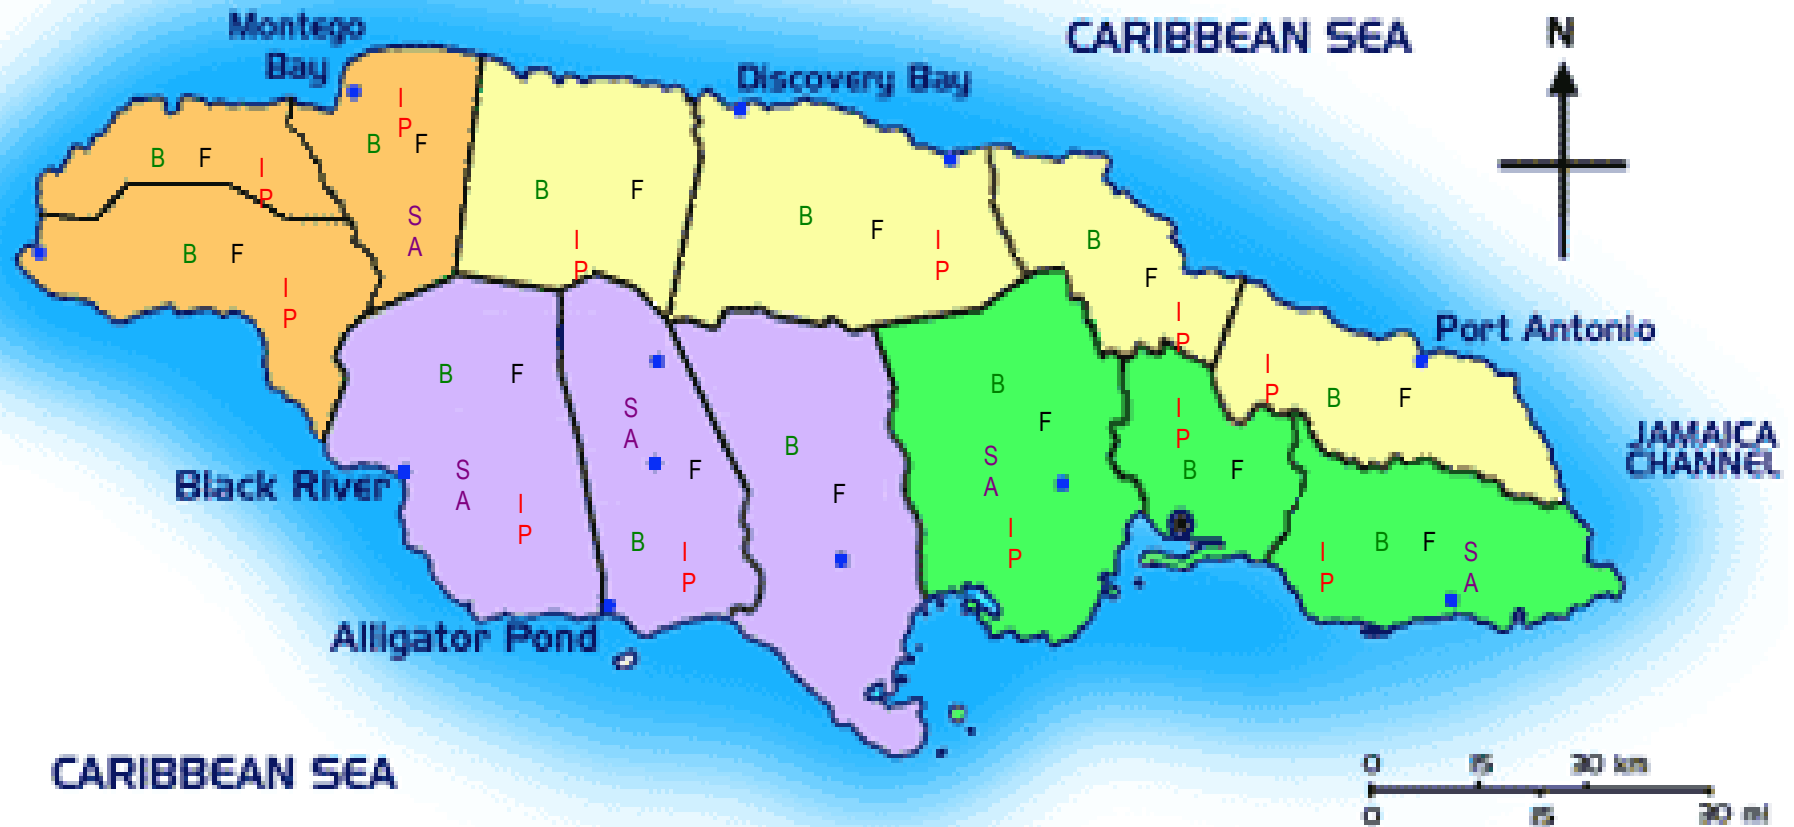 Montego
Bay
CARIBBEAN SEA
N
Discovery Bay
I
P
B F
B F
I
P
S
A
B F
I
P
B
F
I
P
B
F
I
P
B F
I
P
Port Antonio
I
P
B F
B F
S
A
I
P
S
A
F
B
I
P
B
F
B
F
S
A
I
P
I
P
B F
JAMAICA
CHANNEL
Black River
B F
S
A
I
P
Alligator Pond
CARIBBEAN SEA
0 15 30 km
0 15 30 mi